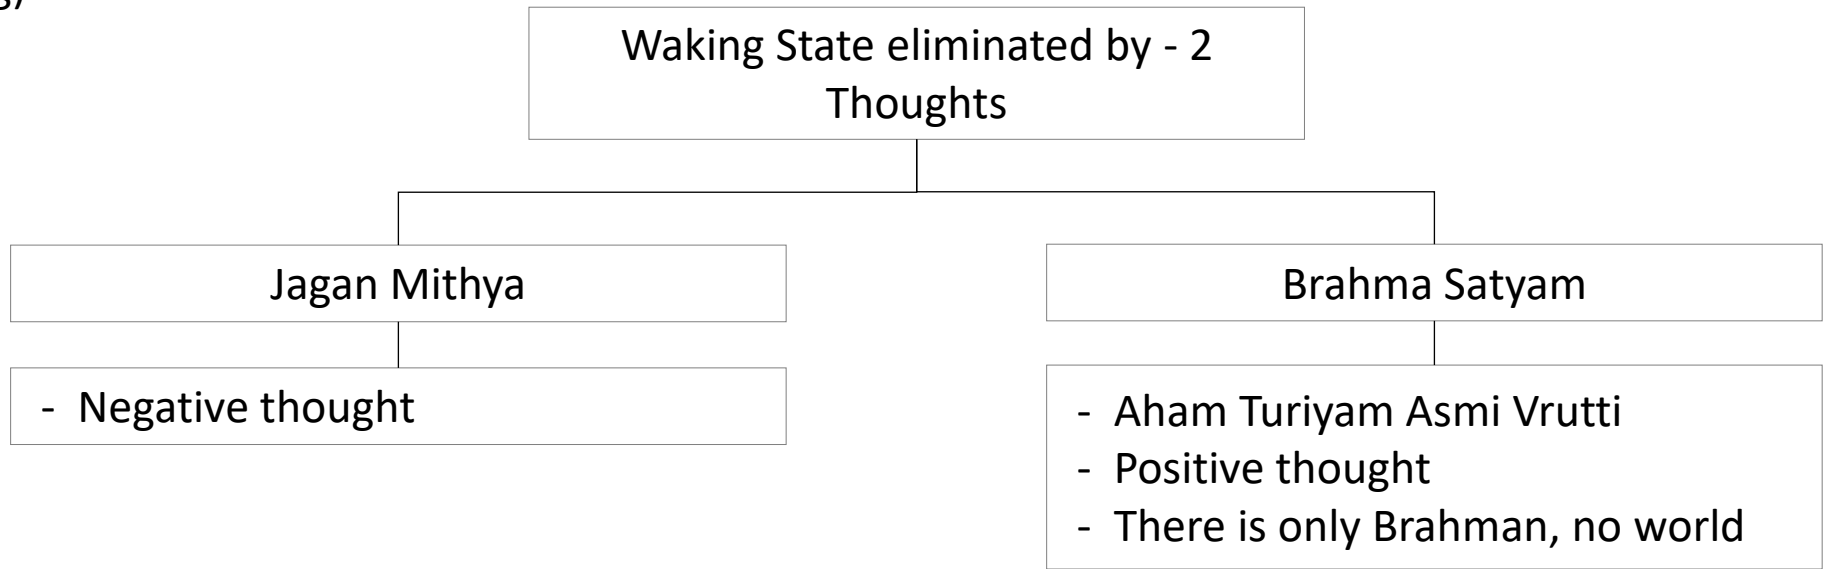 Waking State eliminated by - 2
Thoughts
Jagan Mithya
Brahma Satyam
- Negative thought
- Aham Turiyam Asmi Vrutti
- Positive thought
- There is only Brahman, no world